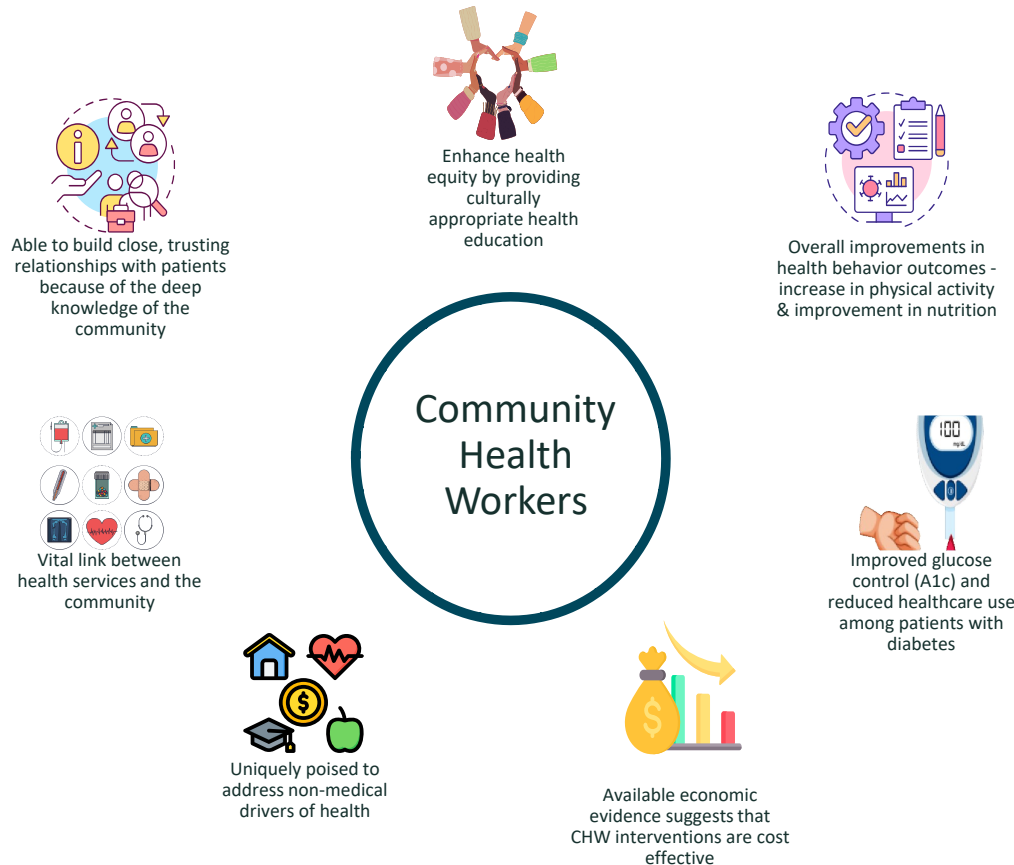 Enhance health
equity by providing
culturally
appropriate health
education
Able to build close, trusting
relationships with patients
because of the deep
knowledge of the
community
Overall improvements in
health behavior outcomes -
increase in physical activity
& improvement in nutrition
Community
Health
Workers
100
mg/dL
Vital link between
health services and the
community
Improved glucose
control (A1c) and
reduced healthcare use
among patients with
diabetes
$
$
Uniquely poised to
address non-medical
drivers of health
Available economic
evidence suggests that
CHW interventions are cost
effective